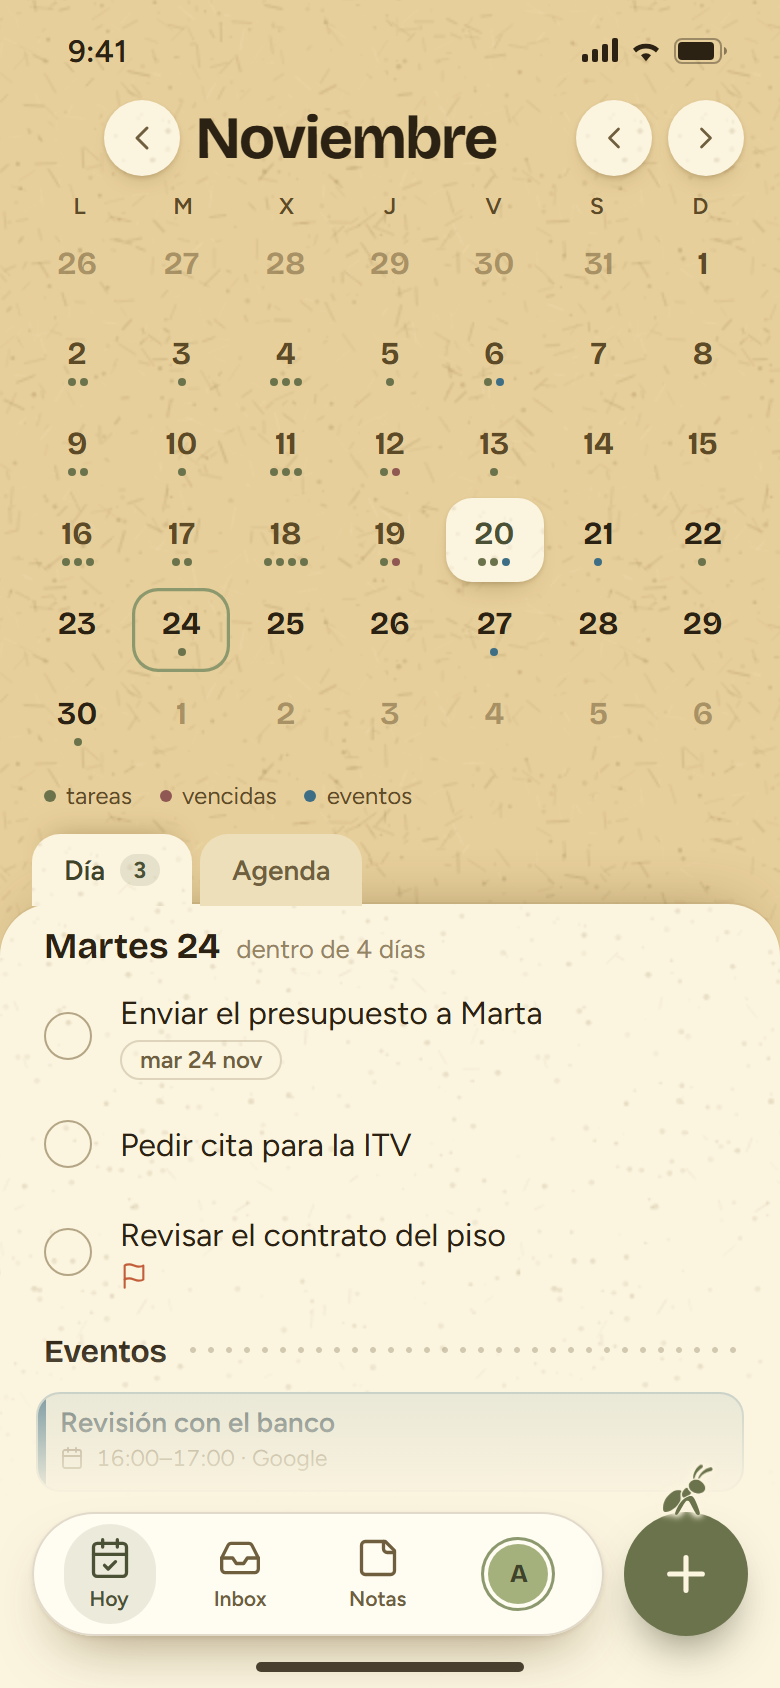 9:41
Noviembre
L M X J V S D
26 27 28 29 30 31 1
2 3 4 5 6 7 8
9 10 11 12 13 14 15
16 17 18 19 20 21 22
23 24 25 26 27 28 29
30 1 2 3 4 5 6
tareas vencidas eventos
Día 3 Agenda
Martes 24 dentro de 4 días
Enviar el presupuesto a Marta
mar 24 nov
Pedir cita para la ITV
Revisar el contrato del piso
Eventos
Revisión con el banco
16:00–17:00 · Google
Hoy Inbox Notas A